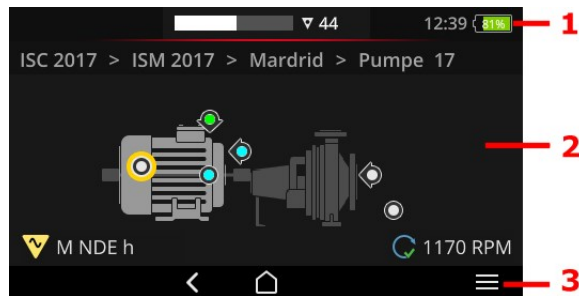 44
12:39 81%
1
ISC 2017 > ISM 2017 > Mardrid > Pumpe 17
2
M NDE h
1170 RPM
3